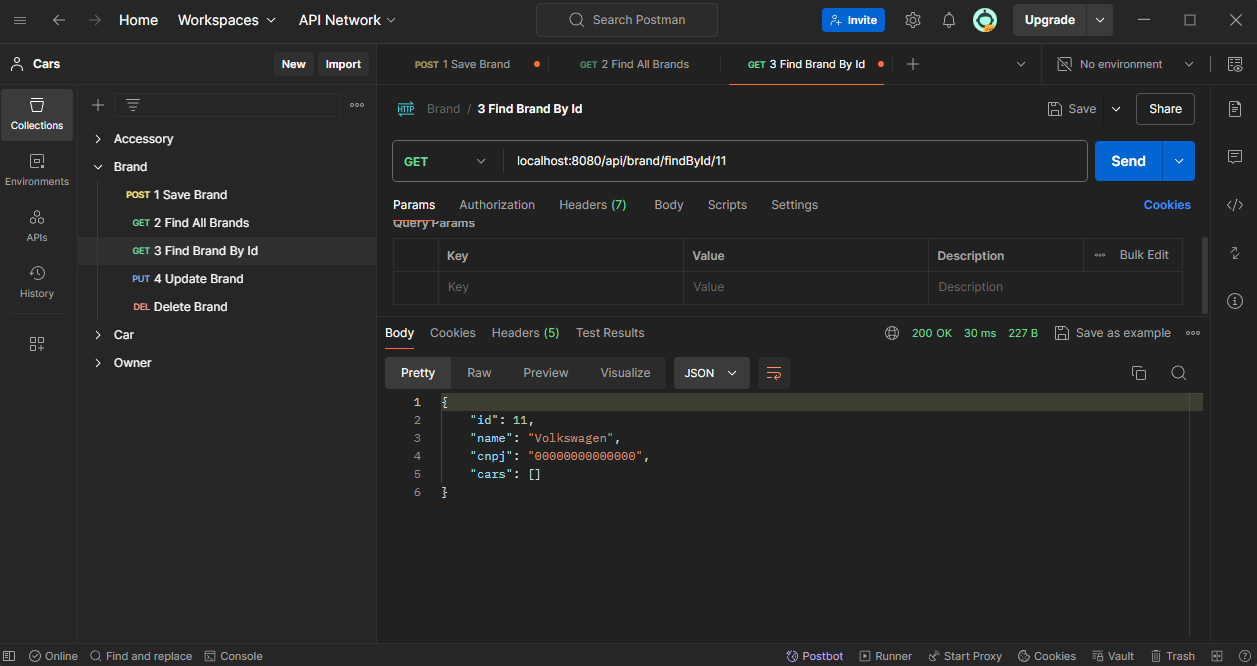 Home Workspaces API Network Search Postman Invite Upgrade
Cars New Import POST 1 Save Brand GET 2 Find All Brands GET 3 Find Brand By Id No environment
Collections
Environments
APIs
History
Accessory
Brand
POST 1 Save Brand
GET 2 Find All Brands
GET 3 Find Brand By Id
PUT 4 Update Brand
DEL Delete Brand
Car
Owner
HTTP Brand / 3 Find Brand By Id Save Share
GET localhost:8080/api/brand/findById/11 Send
Params Authorization Headers (7) Body Scripts Settings Cookies
Query Params
Key Value Description Bulk Edit
Key Value Description
Body Cookies Headers (5) Test Results 200 OK 30 ms 227 B Save as example
Pretty Raw Preview Visualize JSON
1 {
2 "id": 11,
3 "name": "Volkswagen",
4 "cnpj": "00000000000000",
5 "cars": []
6 }
Online Find and replace Console Postbot Runner Start Proxy Cookies Vault Trash